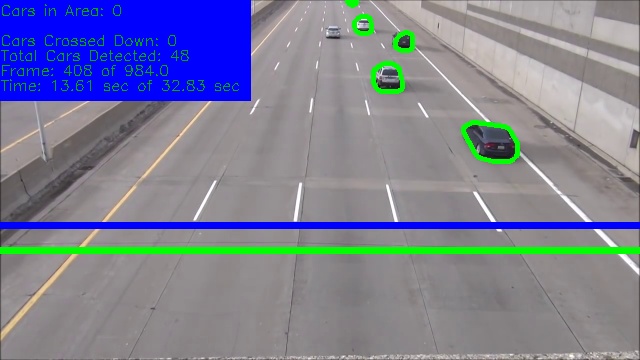 Cars in Area: 0
Cars Crossed Down: 0
Total Cars Detected: 48
Frame: 408 of 984.0
Time: 13.61 sec of 32.83 sec